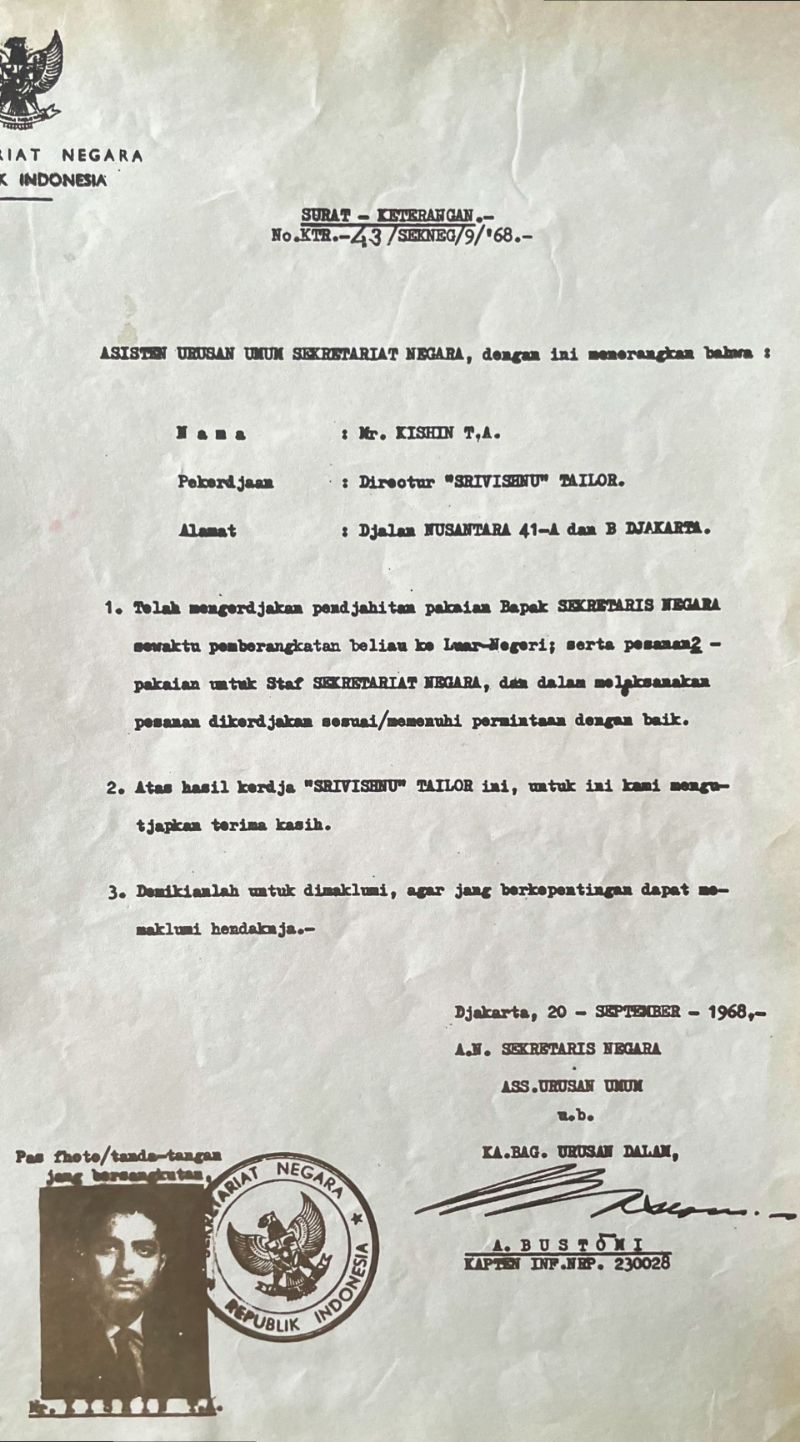 RIAT NEGARA
K INDONESIA
SURAT - KETERANGAN.-
No.KTR.-43/SEKNEG/9/'68.-
ASISTEN URUSAN UMUM SEKRETARIAT NEGARA, dengan ini menerangkan bahwa :
N a m a : Mr. KISHIN T,A.
Pekerdjaan : Directur "SRIVISHNU" TAILOR.
Alamat : Djalan NUSANTARA 41-A dan B DJAKARTA.
1. Telah mengerdjakan pendjahitan pakaian Bapak SEKRETARIS NEGARA
sewaktu pemberangkatan beliau ke Luar-Negeri; serta pesanan2 -
pakaian untuk Staf SEKRETARIAT NEGARA, dan dalam melaksanakan
pesanan dikerdjakan sesuai/memenuhi permintaan dengan baik.
2. Atas hasil kerdja "SRIVISHNU" TAILOR ini, untuk ini kami mengu-
tjapkan terima kasih.
3. Demikianlah untuk dimaklumi, agar jang berkepentingan dapat me-
maklumi hendaknja.-
Djakarta, 20 - SEPTEMBER - 1968,-
A.N. SEKRETARIS NEGARA
ASS.URUSAN UMUM
u.b.
KA.BAG. URUSAN DALAM,
A. B U S T O M I
KAPTEN INF.NRP. 230028
Pas fhoto/tanda-tangan
jang bersangkutan,
SEKRETARIAT NEGARA
REPUBLIK INDONESIA
Mr. K I S H I N T.A.